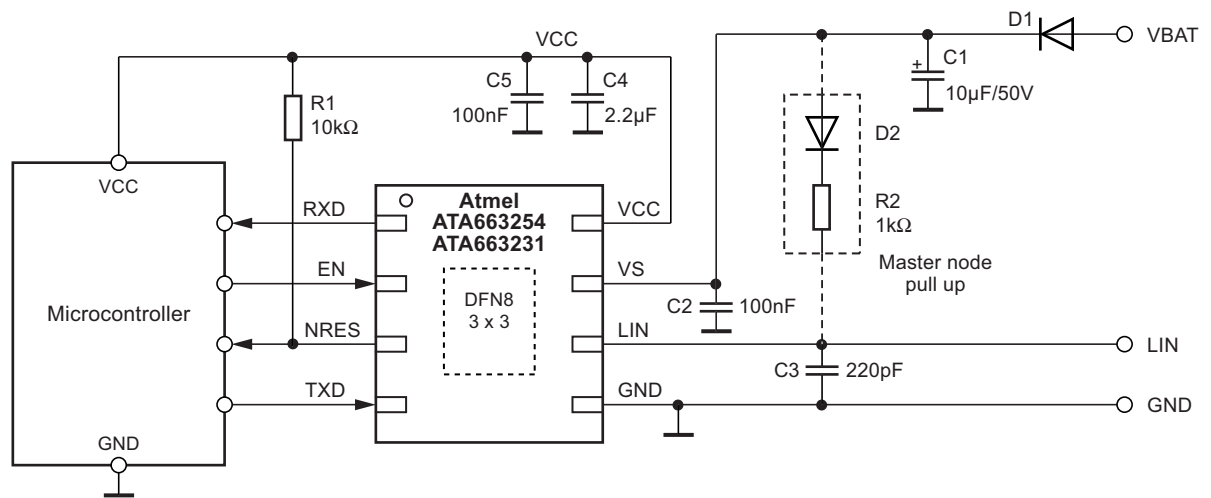 D1
VBAT
VCC
C1
10µF/50V
+
C5
100nF
C4
2.2µF
R1
10kΩ
D2
R2
1kΩ
Master node
pull up
VCC
Microcontroller
GND
RXD
EN
NRES
TXD
Atmel
ATA663254
ATA663231
DFN8
3 x 3
VCC
VS
LIN
GND
C2
100nF
C3
220pF
LIN
GND